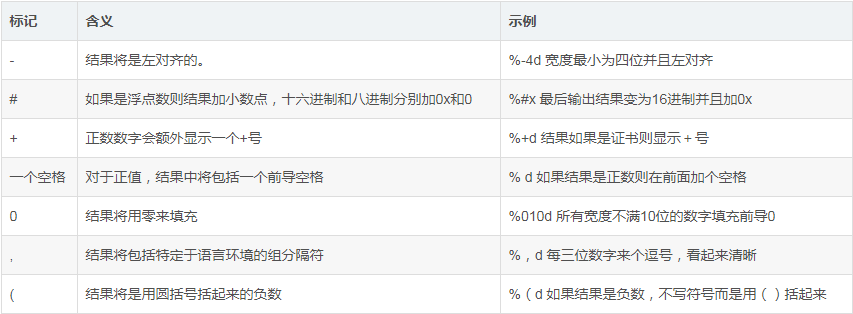 标记 含义 示例
- 结果将是左对齐的。 %-4d 宽度最小为四位并且左对齐
# 如果是浮点数则结果加小数点，十六进制和八进制分别加0x和0 %#x 最后输出结果变为16进制并且加0x
+ 正数数字会额外显示一个+号 %+d 结果如果是证书则显示＋号
一个空格 对于正值，结果中将包括一个前导空格 % d 如果结果是正数则在前面加个空格
0 结果将用零来填充 %010d 所有宽度不满10位的数字填充前导0
, 结果将包括特定于语言环境的组分隔符 %，d 每三位数字来个逗号，看起来清晰
( 结果将是用圆括号括起来的负数 %（d 如果结果是负数，不写符号而是用（ ）括起来